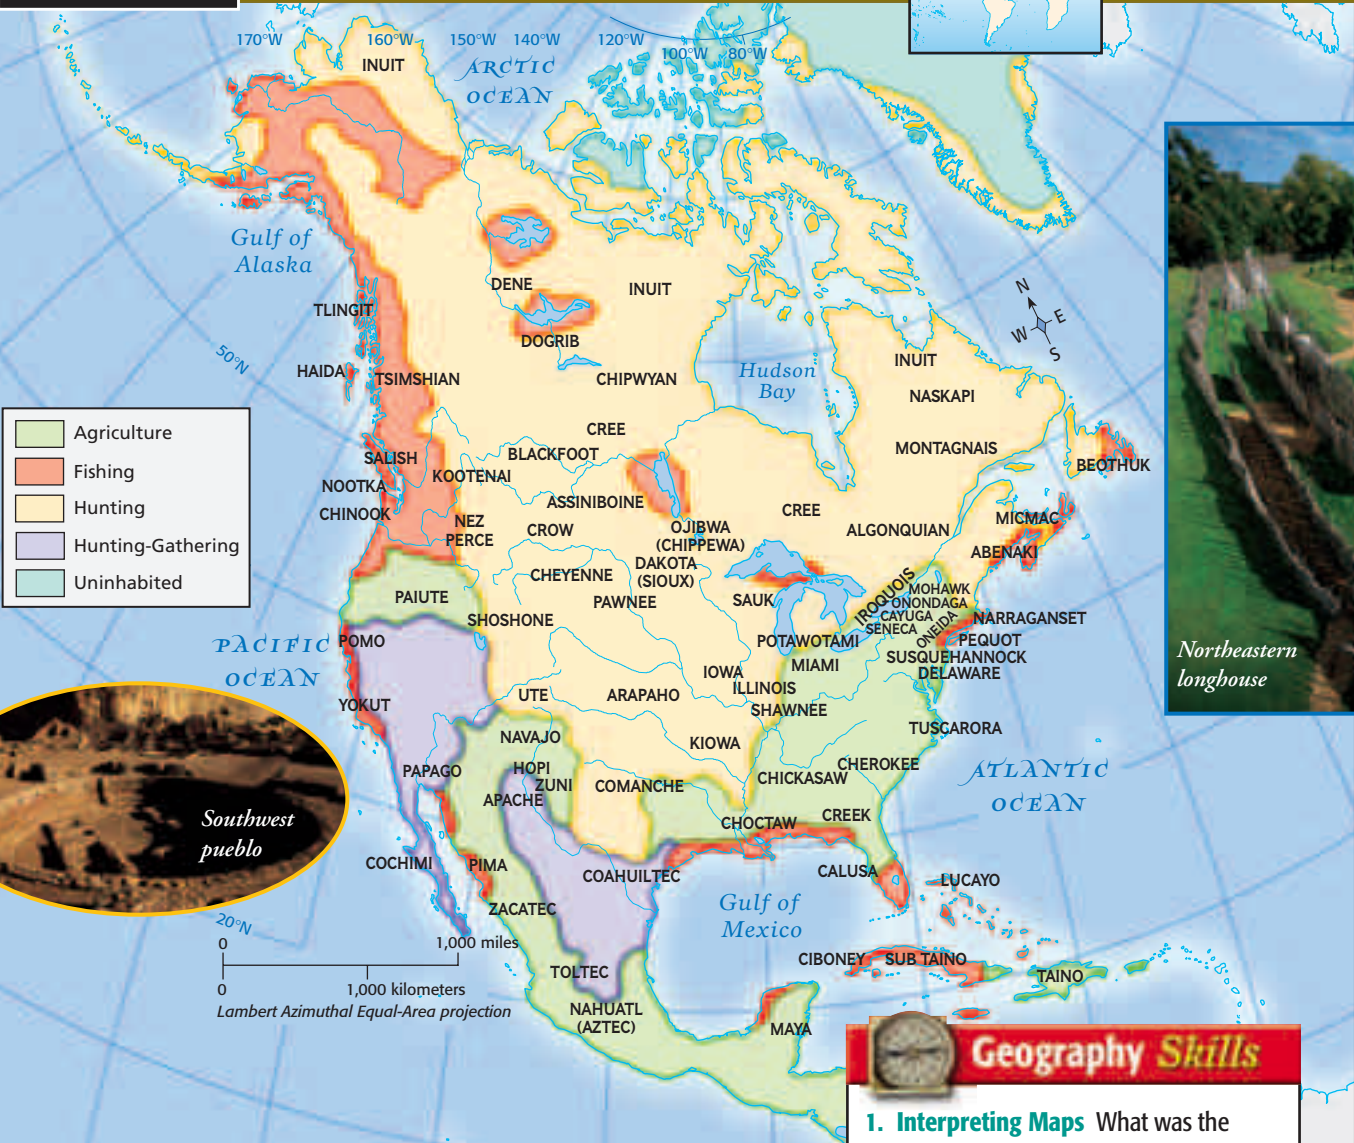 170°W
160°W
150°W
140°W
120°W
100°W
80°W
INUIT
ARCTIC
OCEAN
Gulf of
Alaska
DENE
INUIT
TLINGIT
DOGRIB
N
W
E
S
50°N
HAIDA
TSIMSHIAN
CHIPWYAN
Hudson
Bay
INUIT
NASKAPI
Agriculture
Fishing
Hunting
Hunting-Gathering
Uninhabited
CREE
BLACKFOOT
MONTAGNAIS
SALISH
KOOTENAI
BEOTHUK
NOOTKA
ASSINIBOINE
CHINOOK
CREE
NEZ
PERCE
CROW
OJIBWA
(CHIPPEWA)
ALGONQUIAN
MICMAC
ABENAKI
DAKOTA
(SIOUX)
CHEYENNE
PAIUTE
PAWNEE
SAUK
IROQUOIS
MOHAWK
ONONDAGA
CAYUGA
SENECA
ONEIDA
NARRAGANSET
PEQUOT
SHOSHONE
POMO
POTAWOTAMI
SUSQUEHANNOCK
DELAWARE
PACIFIC
OCEAN
MIAMI
IOWA
ILLINOIS
UTE
ARAPAHO
YOKUT
SHAWNEE
TUSCARORA
NAVAJO
KIOWA
PAPAGO
HOPI
ZUNI
APACHE
COMANCHE
CHICKASAW
CHEROKEE
ATLANTIC
OCEAN
CHOCTAW
CREEK
Southwest
pueblo
Northeastern
longhouse
COCHIMI
PIMA
COAHUILTEC
CALUSA
LUCAYO
ZACATEC
Gulf of
Mexico
20°N
0
1,000 miles
0
1,000 kilometers
Lambert Azimuthal Equal-Area projection
CIBONEY
SUB TAINO
TAINO
TOLTEC
NAHUATL
(AZTEC)
MAYA
Geography Skills
1. Interpreting Maps What was the